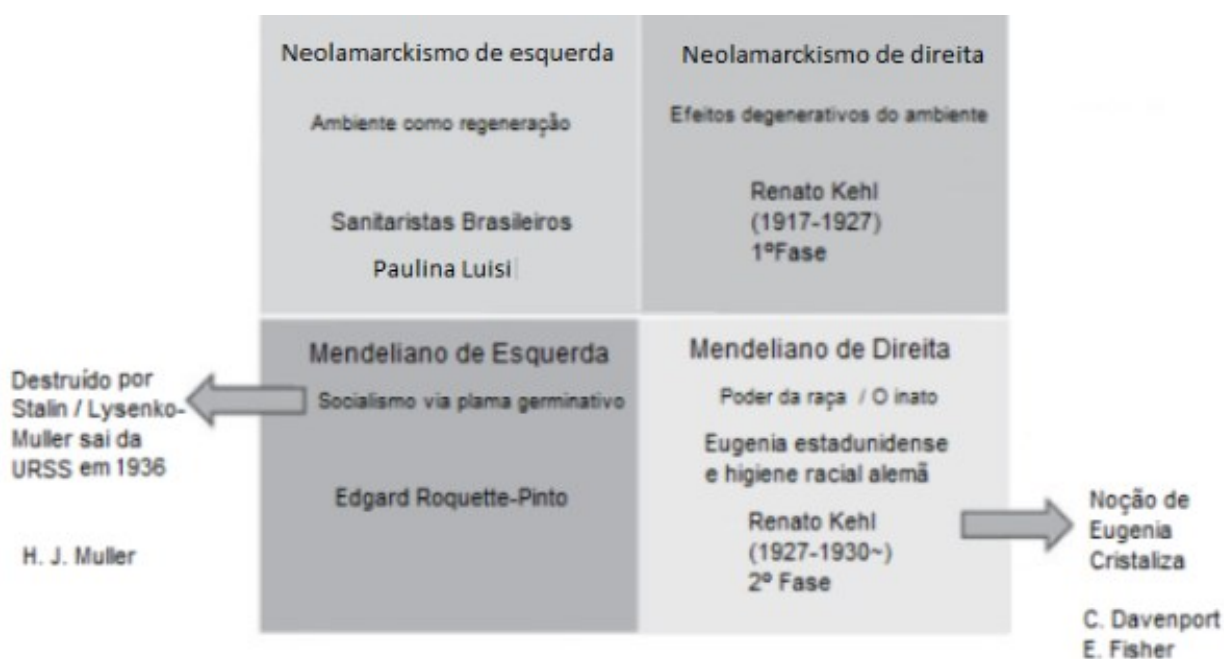 Neolamarckismo de esquerda
Ambiente como regeneração
Sanitaristas Brasileiros
Paulina Luisi
Neolamarckismo de direita
Efeitos degenerativos do ambiente
Renato Kehl
(1917-1927)
1ºFase
Destruído por
Stalin / Lysenko-
Muller sai da
URSS em 1936
H. J. Muller
Mendeliano de Esquerda
Socialismo via plama germinativo
Edgard Roquette-Pinto
Mendeliano de Direita
Poder da raça / O inato
Eugenia estadunidense
e higiene racial alemã
Renato Kehl
(1927-1930~)
2º Fase
Noção de
Eugenia
Cristaliza
C. Davenport
E. Fisher